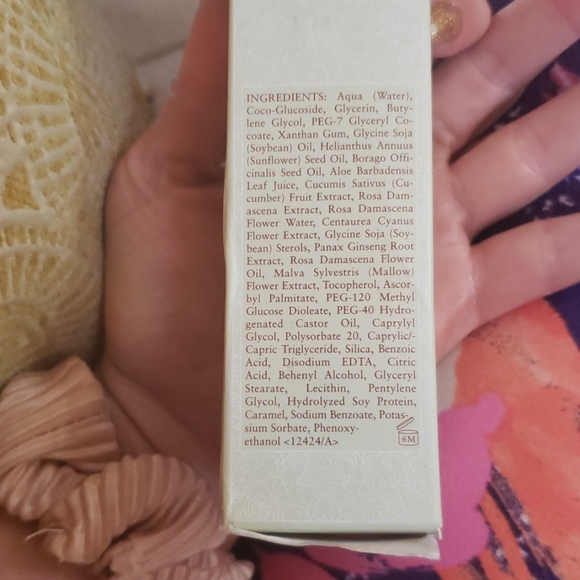 INGREDIENTS: Aqua (Water),
Coco-Glucoside, Glycerin, Buty-
lene Glycol, PEG-7 Glyceryl Co-
coate, Xanthan Gum, Glycine Soja
(Soybean) Oil, Helianthus Annuus
(Sunflower) Seed Oil, Borago Offi-
cinalis Seed Oil, Aloe Barbadensis
Leaf Juice, Cucumis Sativus (Cu-
cumber) Fruit Extract, Rosa Dam-
ascena Extract, Rosa Damascena
Flower Water, Centaurea Cyanus
Flower Extract, Glycine Soja (Soy-
bean) Sterols, Panax Ginseng Root
Extract, Rosa Damascena Flower
Oil, Malva Sylvestris (Mallow)
Flower Extract, Tocopherol, Ascor-
byl Palmitate, PEG-120 Methyl
Glucose Dioleate, PEG-40 Hydro-
genated Castor Oil, Caprylyl
Glycol, Polysorbate 20, Caprylic/-
Capric Triglyceride, Silica, Benzoic
Acid, Disodium EDTA, Citric
Acid, Behenyl Alcohol, Glyceryl
Stearate, Lecithin, Pentylene
Glycol, Hydrolyzed Soy Protein,
Caramel, Sodium Benzoate, Potas-
sium Sorbate, Phenoxy-
ethanol <12424/A>
6M